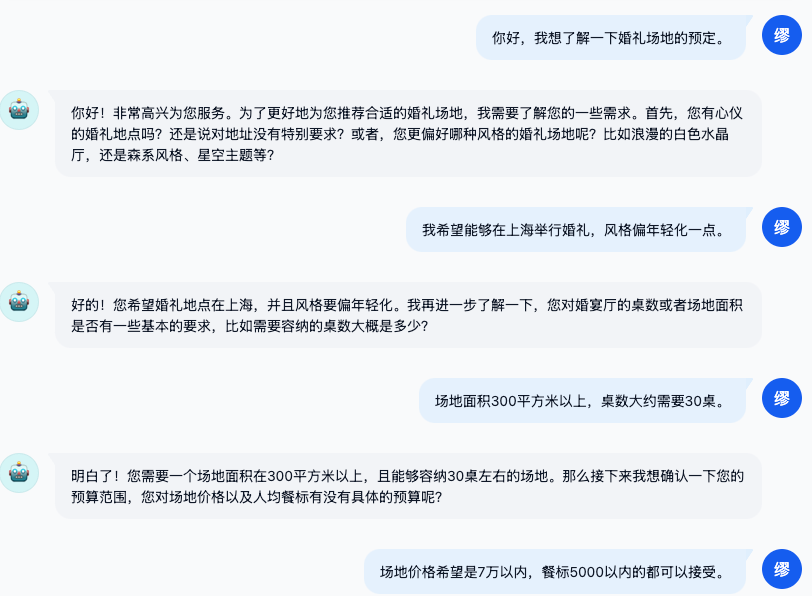 你好，我想了解一下婚礼场地的预定。
缪
你好！非常高兴为您服务。为了更好地为您推荐合适的婚礼场地，我需要了解您的一些需求。首先，您有心仪
的婚礼地点吗？还是说对地址没有特别要求？或者，您更偏好哪种风格的婚礼场地呢？比如浪漫的白色水晶
厅，还是森系风格、星空主题等？
我希望能够在上海举行婚礼，风格偏年轻化一点。
缪
好的！您希望婚礼地点在上海，并且风格要偏年轻化。我再进一步了解一下，您对婚宴厅的桌数或者场地面积
是否有一些基本的要求，比如需要容纳的桌数大概是多少？
场地面积300平方米以上，桌数大约需要30桌。
缪
明白了！您需要一个场地面积在300平方米以上，且能够容纳30桌左右的场地。那么接下来我想确认一下您的
预算范围，您对场地价格以及人均餐标有没有具体的预算呢？
场地价格希望是7万以内，餐标5000以内的都可以接受。
缪